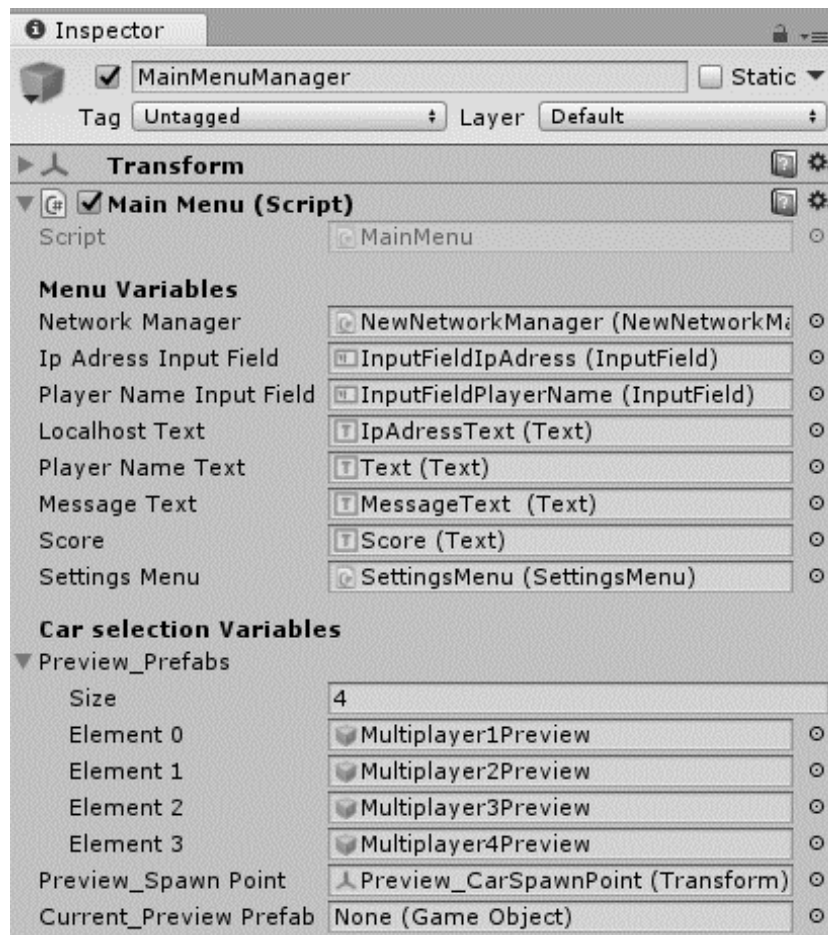 Inspector
MainMenuManager Static
Tag Untagged Layer Default
Transform
Main Menu (Script)
Script MainMenu
Menu Variables
Network Manager NewNetworkManager (NewNetworkMa
Ip Adress Input Field InputFieldIpAdress (InputField)
Player Name Input Field InputFieldPlayerName (InputField)
Localhost Text IpAdressText (Text)
Player Name Text Text (Text)
Message Text MessageText (Text)
Score Score (Text)
Settings Menu SettingsMenu (SettingsMenu)
Car selection Variables
Preview_Prefabs
Size 4
Element 0 Multiplayer1Preview
Element 1 Multiplayer2Preview
Element 2 Multiplayer3Preview
Element 3 Multiplayer4Preview
Preview_Spawn Point Preview_CarSpawnPoint (Transform)
Current_Preview Prefab None (Game Object)